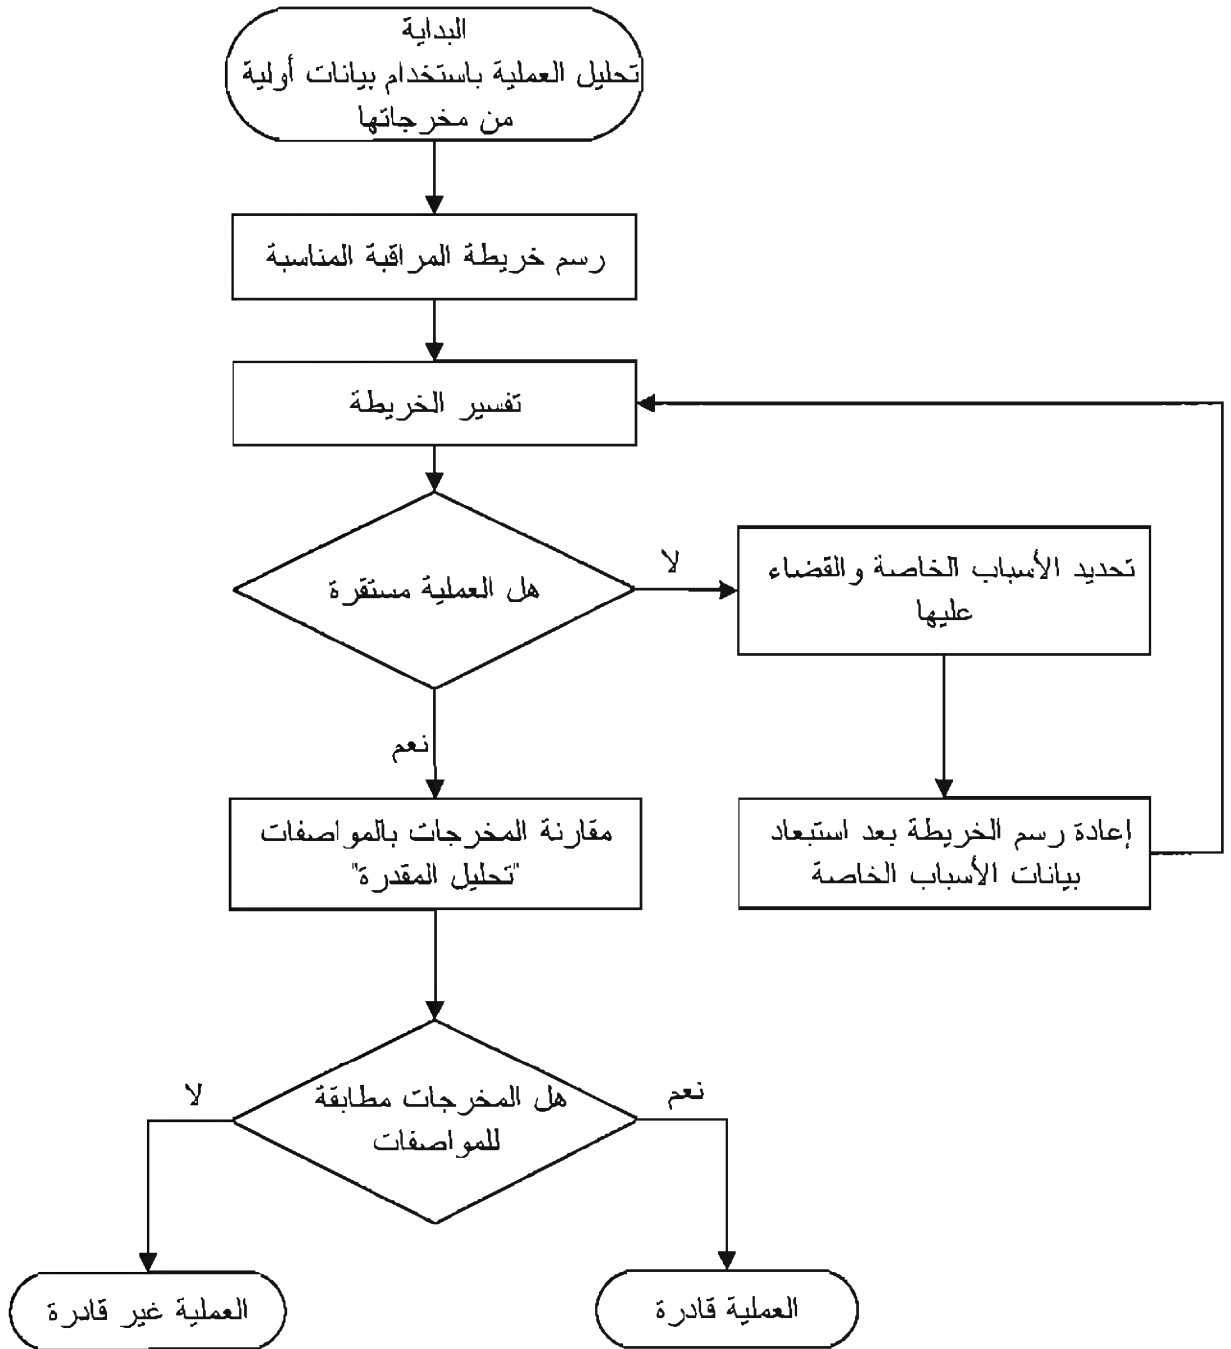 البداية
تحليل العملية باستخدام بيانات أولية
من مخرجاتها
رسم خريطة المراقبة المناسبة
تفسير الخريطة
هل العملية مستقرة
لا
تحديد الأسباب الخاصة والقضاء
عليها
نعم
إعادة رسم الخريطة بعد استبعاد
بيانات الأسباب الخاصة
مقارنة المخرجات بالمواصفات
"تحليل المقدرة"
هل المخرجات مطابقة
للمواصفات
نعم
لا
العملية قادرة
العملية غير قادرة